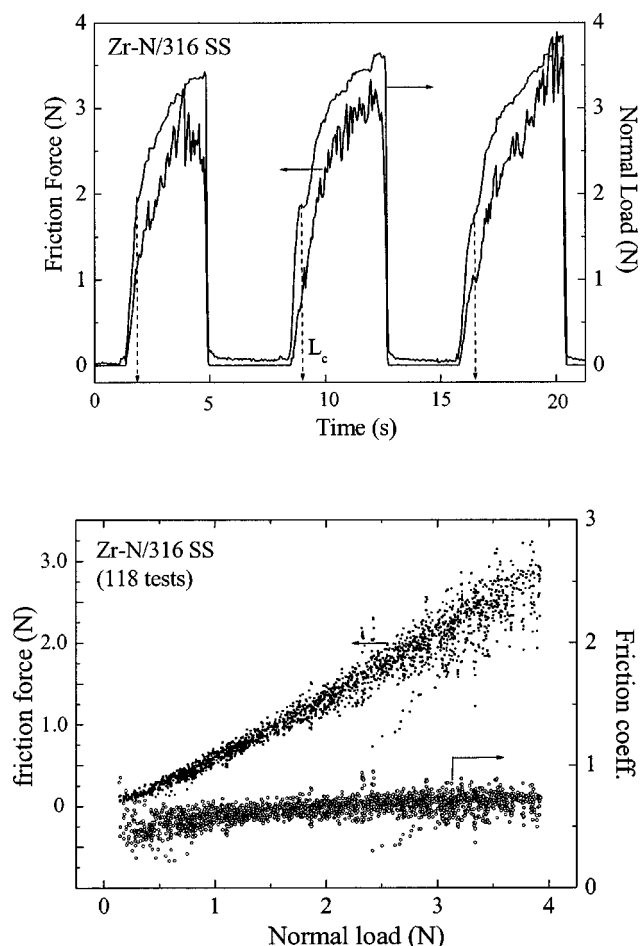 Zr-N/316 SS
Friction Force (N)
4
3
2
1
0
4
3
2
1
0
Normal Load (N)
L_c
0 5 10 15 20
Time (s)
Zr-N/316 SS
(118 tests)
friction force (N)
3.0
2.0
1.0
0
3
2
1
0
Friction coeff.
0 1 2 3 4
Normal load (N)